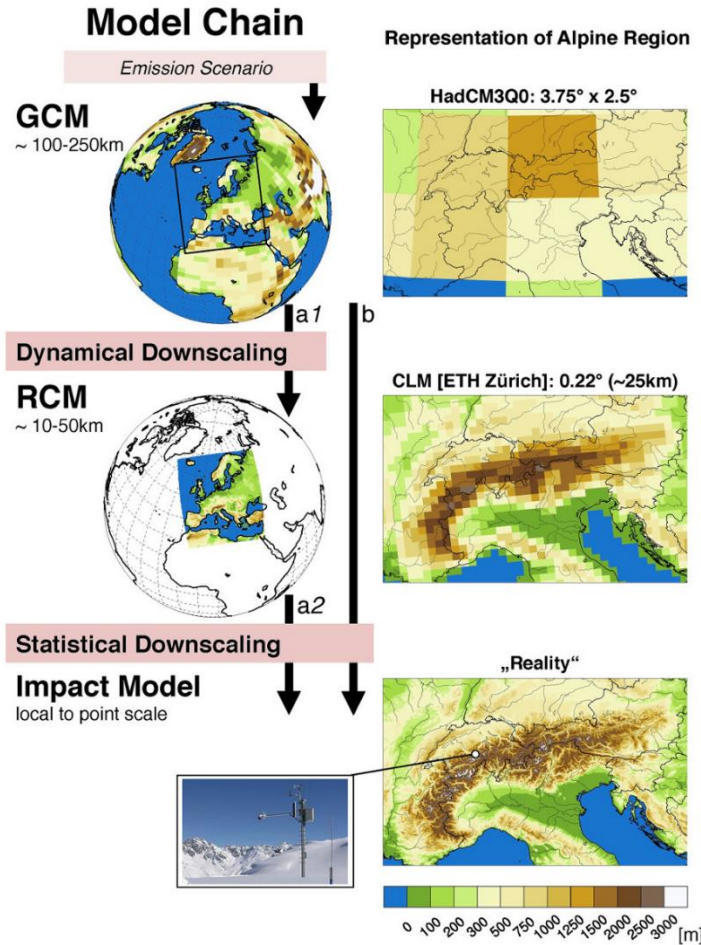 Model Chain
Emission Scenario
GCM
~ 100-250km
a1
b
Dynamical Downscaling
RCM
~ 10-50km
a2
Statistical Downscaling
Impact Model
local to point scale
Representation of Alpine Region
HadCM3Q0: 3.75° x 2.5°
CLM [ETH Zürich]: 0.22° (~25km)
„Reality“
0 100 200 300 500 750 1000 1250 1500 2000 2500 3000 [m]